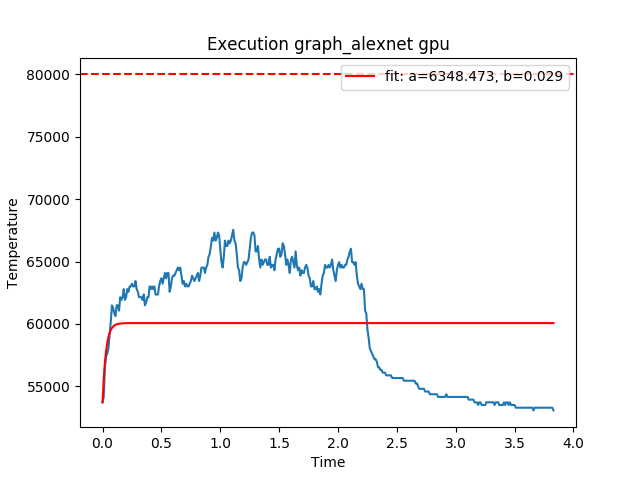 Execution graph_alexnet gpu
fit: a=6348.473, b=0.029
80000
75000
70000
65000
60000
55000
Temperature
0.0 0.5 1.0 1.5 2.0 2.5 3.0 3.5 4.0
Time